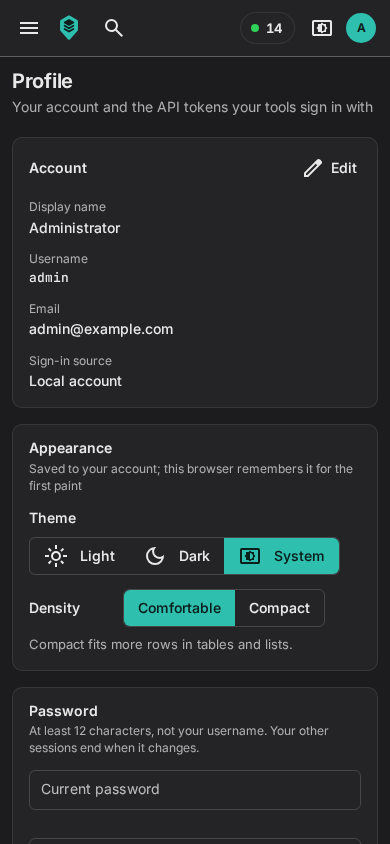 14
A
Profile
Your account and the API tokens your tools sign in with
Account
Edit
Display name
Administrator
Username
admin
Email
admin@example.com
Sign-in source
Local account
Appearance
Saved to your account; this browser remembers it for the
first paint
Theme
Light
Dark
System
Density
Comfortable
Compact
Compact fits more rows in tables and lists.
Password
At least 12 characters, not your username. Your other
sessions end when it changes.
Current password